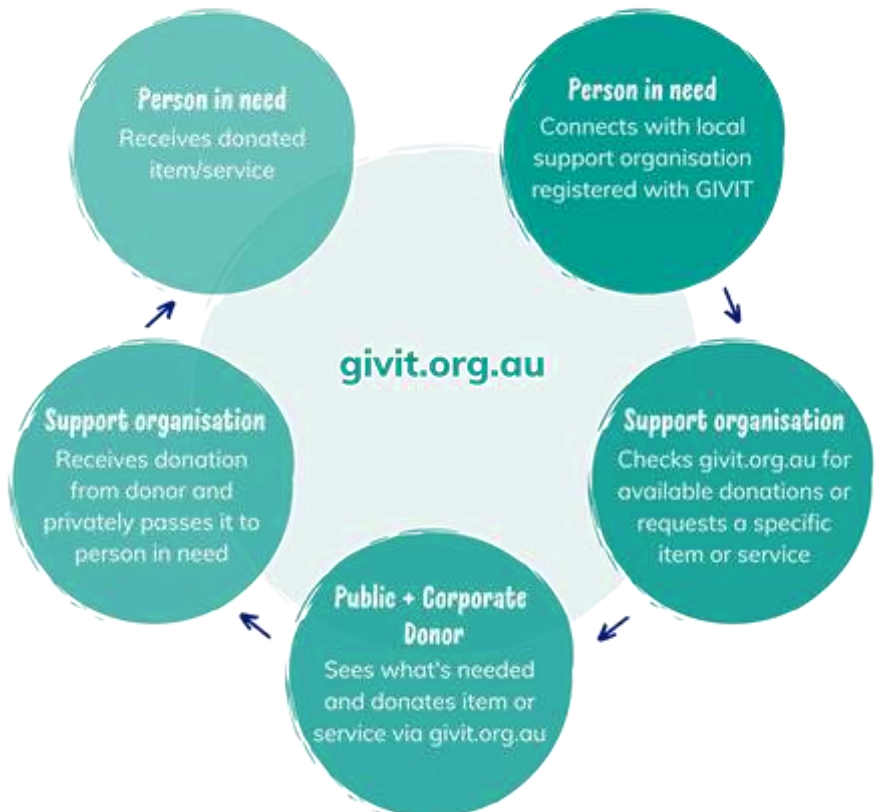 Person in need
Connects with local
support organisation
registered with GIVIT
Support organisation
Checks givit.org.au for
available donations or
requests a specific
item or service
Public + Corporate
Donor
Sees what's needed
and donates item or
service via givit.org.au
Support organisation
Receives donation
from donor and
privately passes it to
person in need
Person in need
Receives donated
item/service
givit.org.au